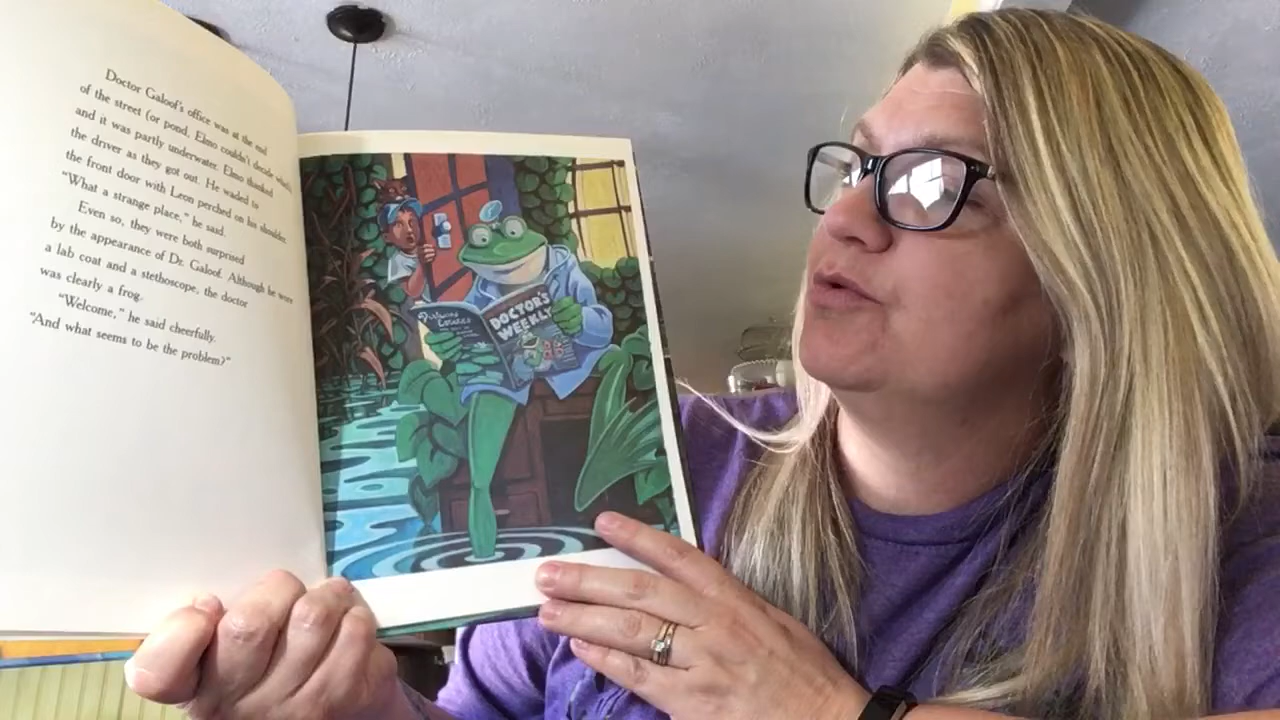 Doctor Galoof's office was at the end
of the street (or pond, Elmo couldn't decide which),
and it was partly underwater. Elmo thanked
the driver as they got out. He waded to
the front door with Leon perched on his shoulder.
"What a strange place," he said.
Even so, they were both surprised
by the appearance of Dr. Galoof. Although he wore
a lab coat and a stethoscope, the doctor
was clearly a frog.
"Welcome," he said cheerfully.
"And what seems to be the problem?"
DOCTOR'S
WEEKLY